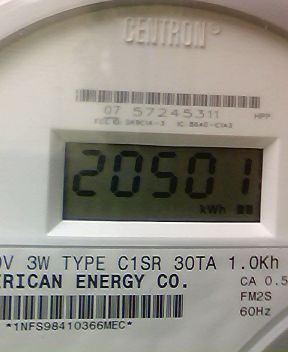 CENTRON®
07 57245311
HPP
20501
kWh
V 3W TYPE C1SR 30TA 1.0Kh
ERICAN ENERGY CO.
CA 0.5
FM2S
60Hz
*1NFS98410366MEC*